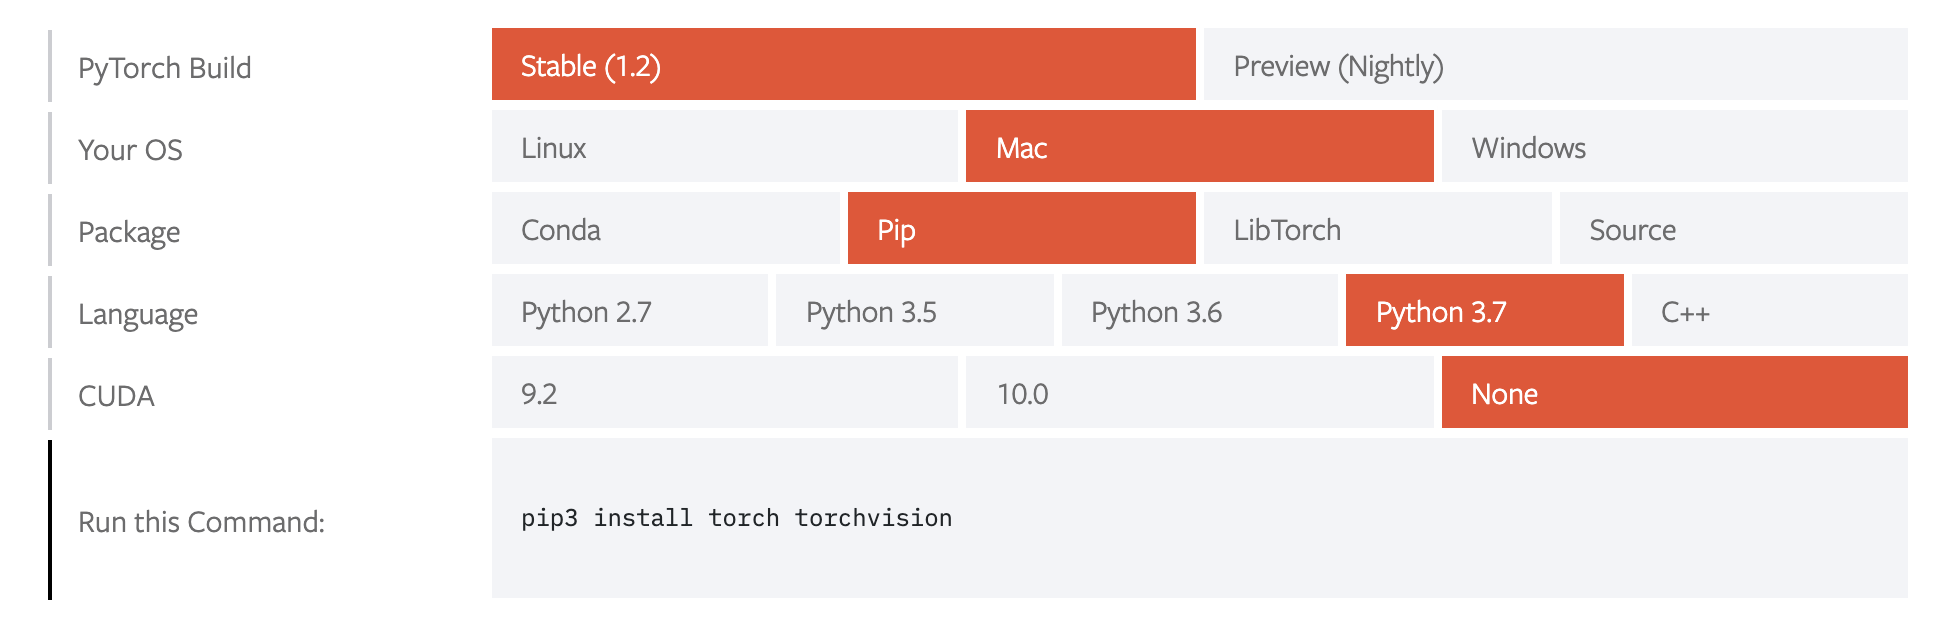 PyTorch Build Stable (1.2) Preview (Nightly)
Your OS Linux Mac Windows
Package Conda Pip LibTorch Source
Language Python 2.7 Python 3.5 Python 3.6 Python 3.7 C++
CUDA 9.2 10.0 None
Run this Command: pip3 install torch torchvision